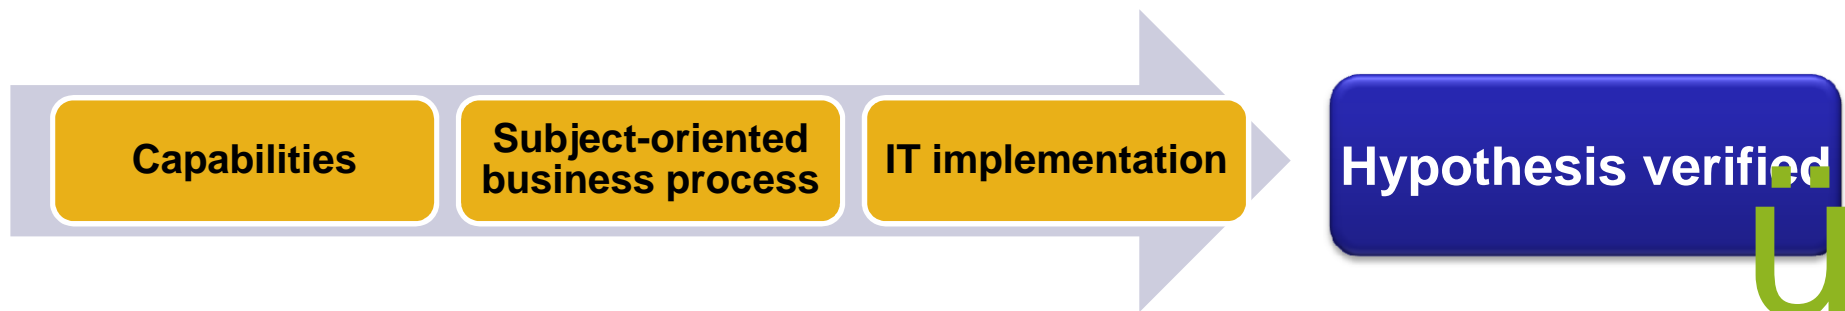 Capabilities
Subject-oriented
business process
IT implementation
Hypothesis verified
ü